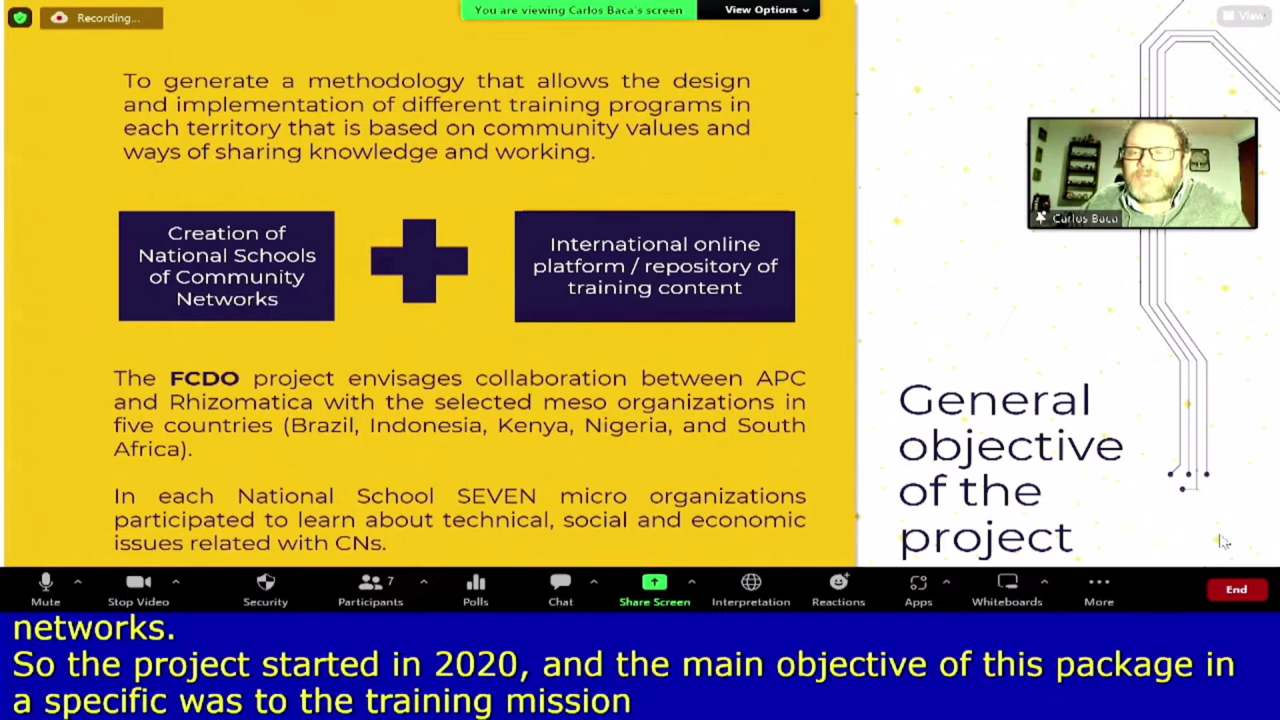 Recording...
You are viewing Carlos Baca's screen
View Options
View
To generate a methodology that allows the design
and implementation of different training programs in
each territory that is based on community values and
ways of sharing knowledge and working.
Creation of
National Schools
of Community
Networks
International online
platform / repository of
training content
The FCDO project envisages collaboration between APC
and Rhizomatica with the selected meso organizations in
five countries (Brazil, Indonesia, Kenya, Nigeria, and South
Africa).
In each National School SEVEN micro organizations
participated to learn about technical, social and economic
issues related with CNs.
Carlos Baca
General
objective
of the
project
Mute
Stop Video
Security
Participants 7
Polls
Chat
Share Screen
Interpretation
Reactions
Apps
Whiteboards
More
End
networks.
So the project started in 2020, and the main objective of this package in
a specific was to the training mission